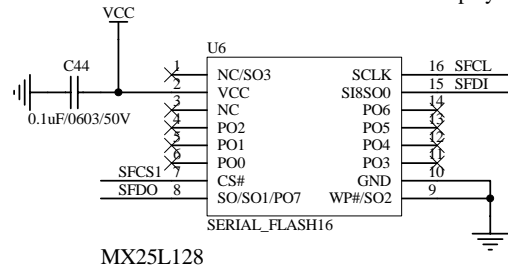 play
VCC
U6
C44
0.1uF/0603/50V
1 NC/SO3 SCLK 16 SFCL
2 VCC SI8SO0 15 SFDI
3 NC PO6 14
4 PO2 PO5 13
5 PO1 PO4 12
6 PO0 PO3 11
SFCS1 7 CS# GND 10
SFDO 8 SO/SO1/PO7 WP#/SO2 9
SERIAL_FLASH16
MX25L128